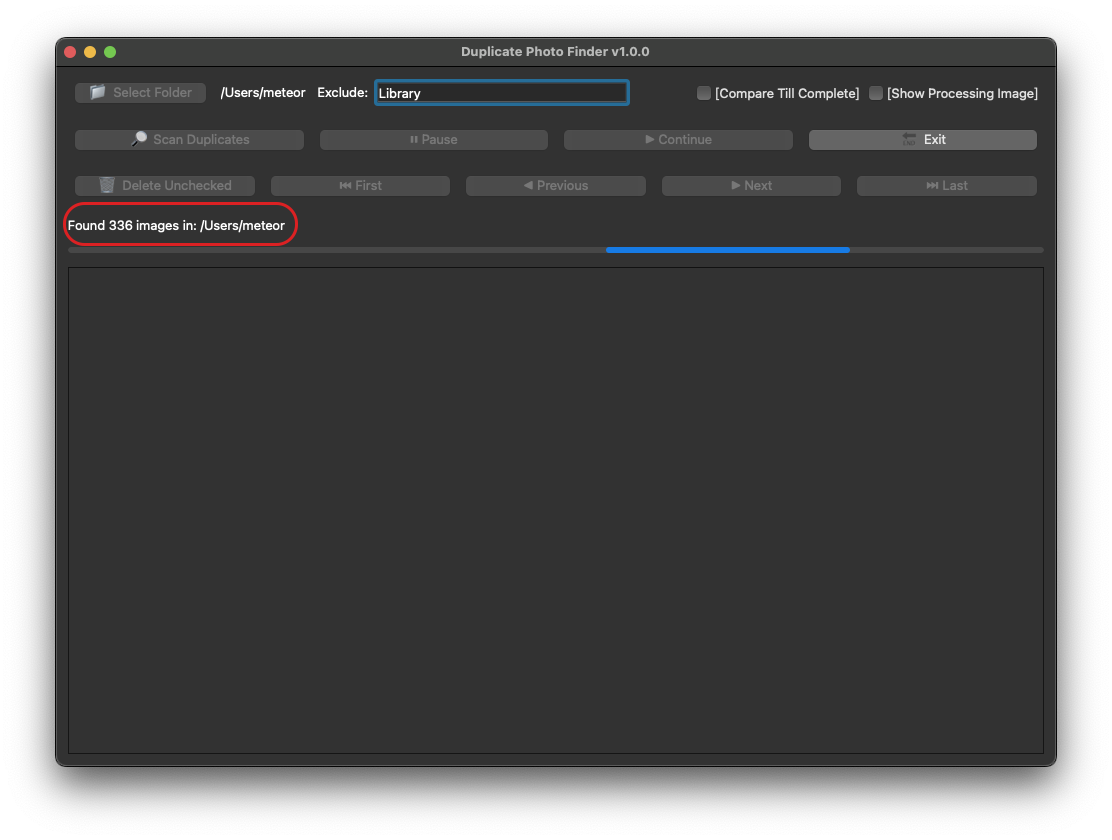 Duplicate Photo Finder v1.0.0
Select Folder /Users/meteor Exclude: Library [Compare Till Complete] [Show Processing Image]
Scan Duplicates Pause Continue Exit
Delete Unchecked First Previous Next Last
Found 336 images in: /Users/meteor